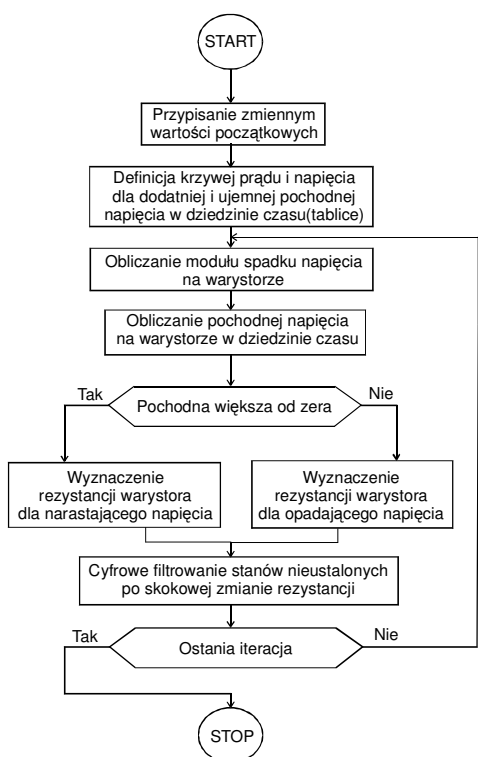 START
Przypisanie zmiennym
wartości początkowych
Definicja krzywej prądu i napięcia
dla dodatniej i ujemnej pochodnej
napięcia w dziedzinie czasu(tablice)
Obliczanie modułu spadku napięcia
na warystorze
Obliczanie pochodnej napięcia
na warystorze w dziedzinie czasu
Tak
Nie
Pochodna większa od zera
Wyznaczenie
rezystancji warystora
dla narastającego napięcia
Wyznaczenie
rezystancji warystora
dla opadającego napięcia
Cyfrowe filtrowanie stanów nieustalonych
po skokowej zmianie rezystancji
Tak
Nie
Ostania iteracja
STOP